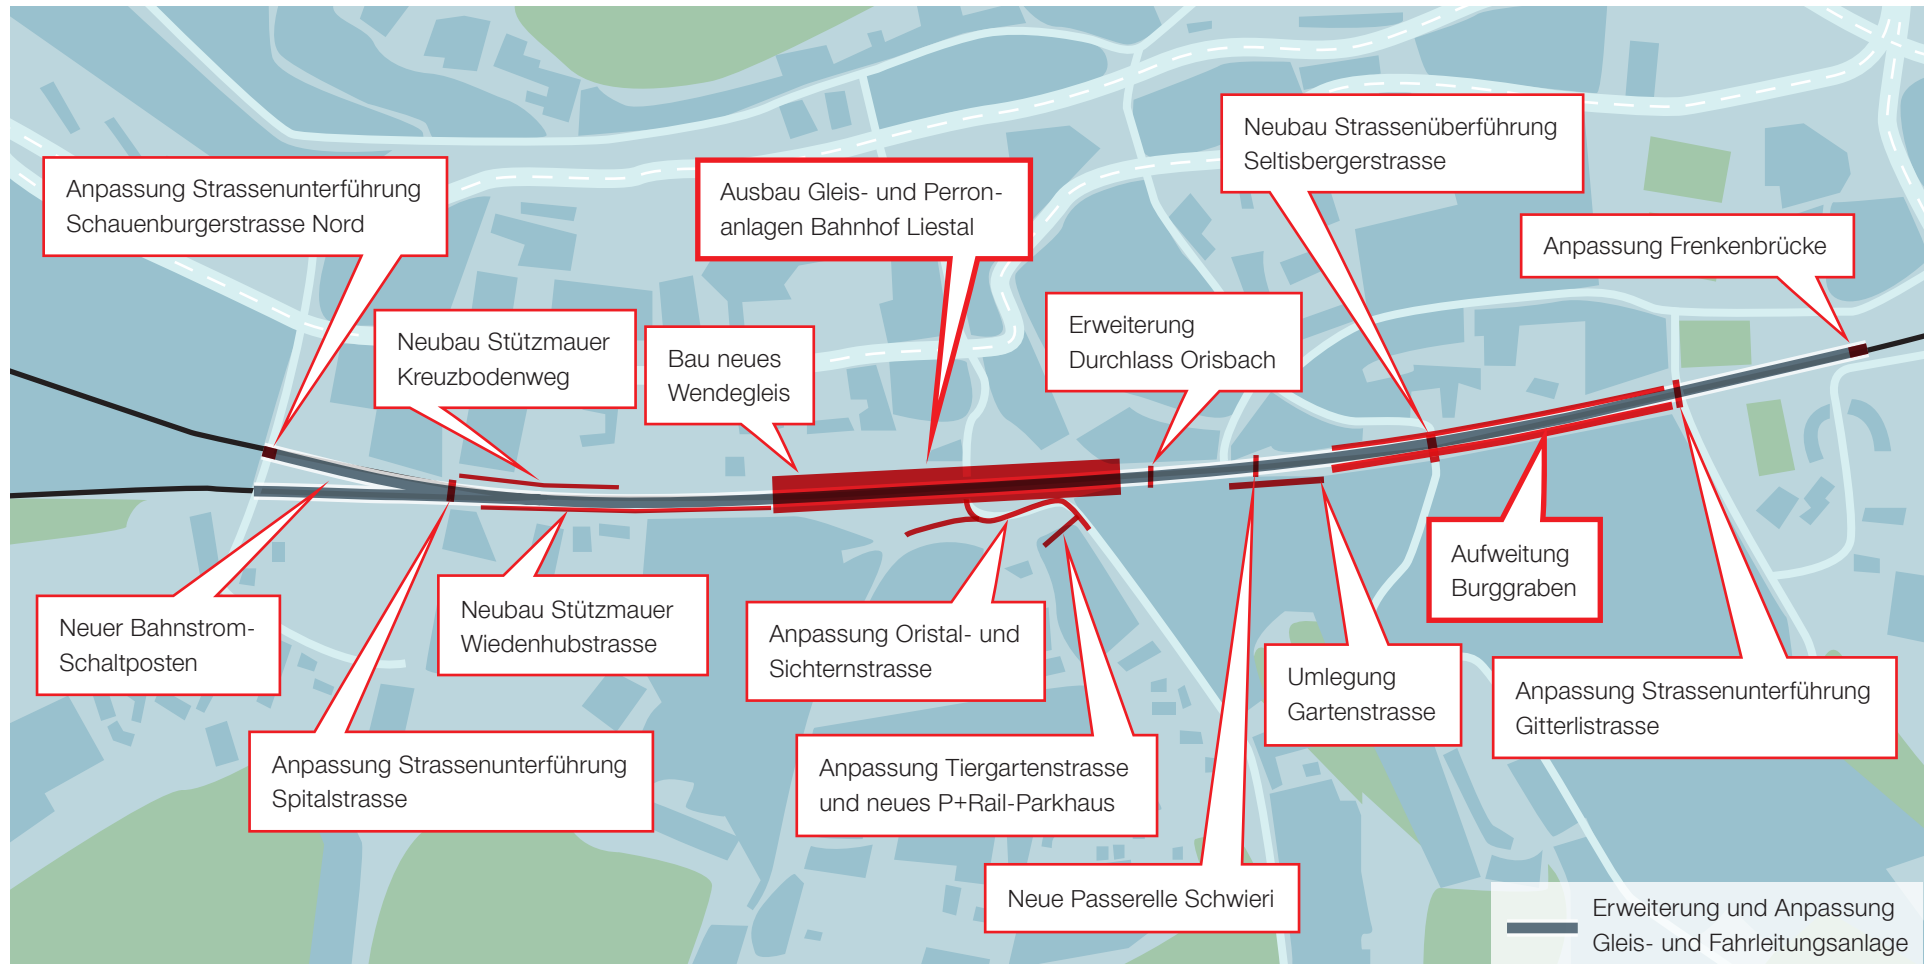 Neubau Strassenüberführung
Seltisbergerstrasse
Anpassung Strassenunterführung
Schauenburgerstrasse Nord
Ausbau Gleis- und Perron-
anlagen Bahnhof Liestal
Anpassung Frenkenbrücke
Neubau Stützmauer
Kreuzbodenweg
Bau neues
Wendegleis
Erweiterung
Durchlass Orisbach
Aufweitung
Burggraben
Neuer Bahnstrom-
Schaltposten
Neubau Stützmauer
Wiedenhubstrasse
Anpassung Oristal- und
Sichternstrasse
Umlegung
Gartenstrasse
Anpassung Strassenunterführung
Gitterlistrasse
Anpassung Strassenunterführung
Spitalstrasse
Anpassung Tiergartenstrasse
und neues P+Rail-Parkhaus
Neue Passerelle Schwieri
Erweiterung und Anpassung
Gleis- und Fahrleitungsanlage